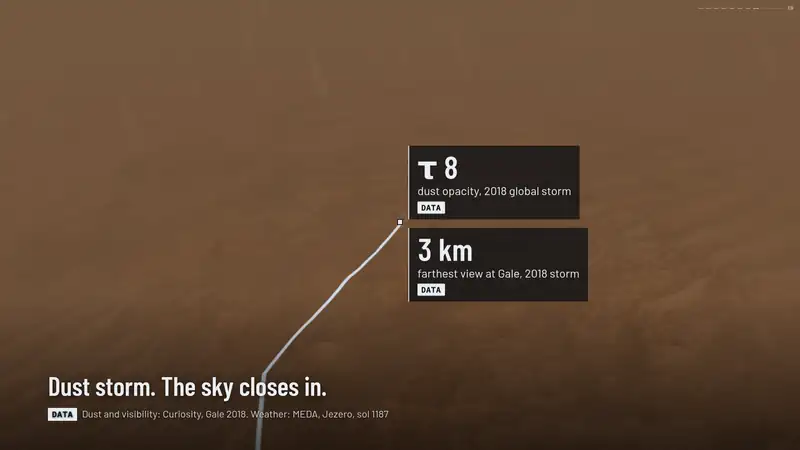 09
τ 8
dust opacity, 2018 global storm
DATA
3 km
farthest view at Gale, 2018 storm
DATA
Dust storm. The sky closes in.
DATA Dust and visibility: Curiosity, Gale 2018. Weather: MEDA, Jezero, sol 1187